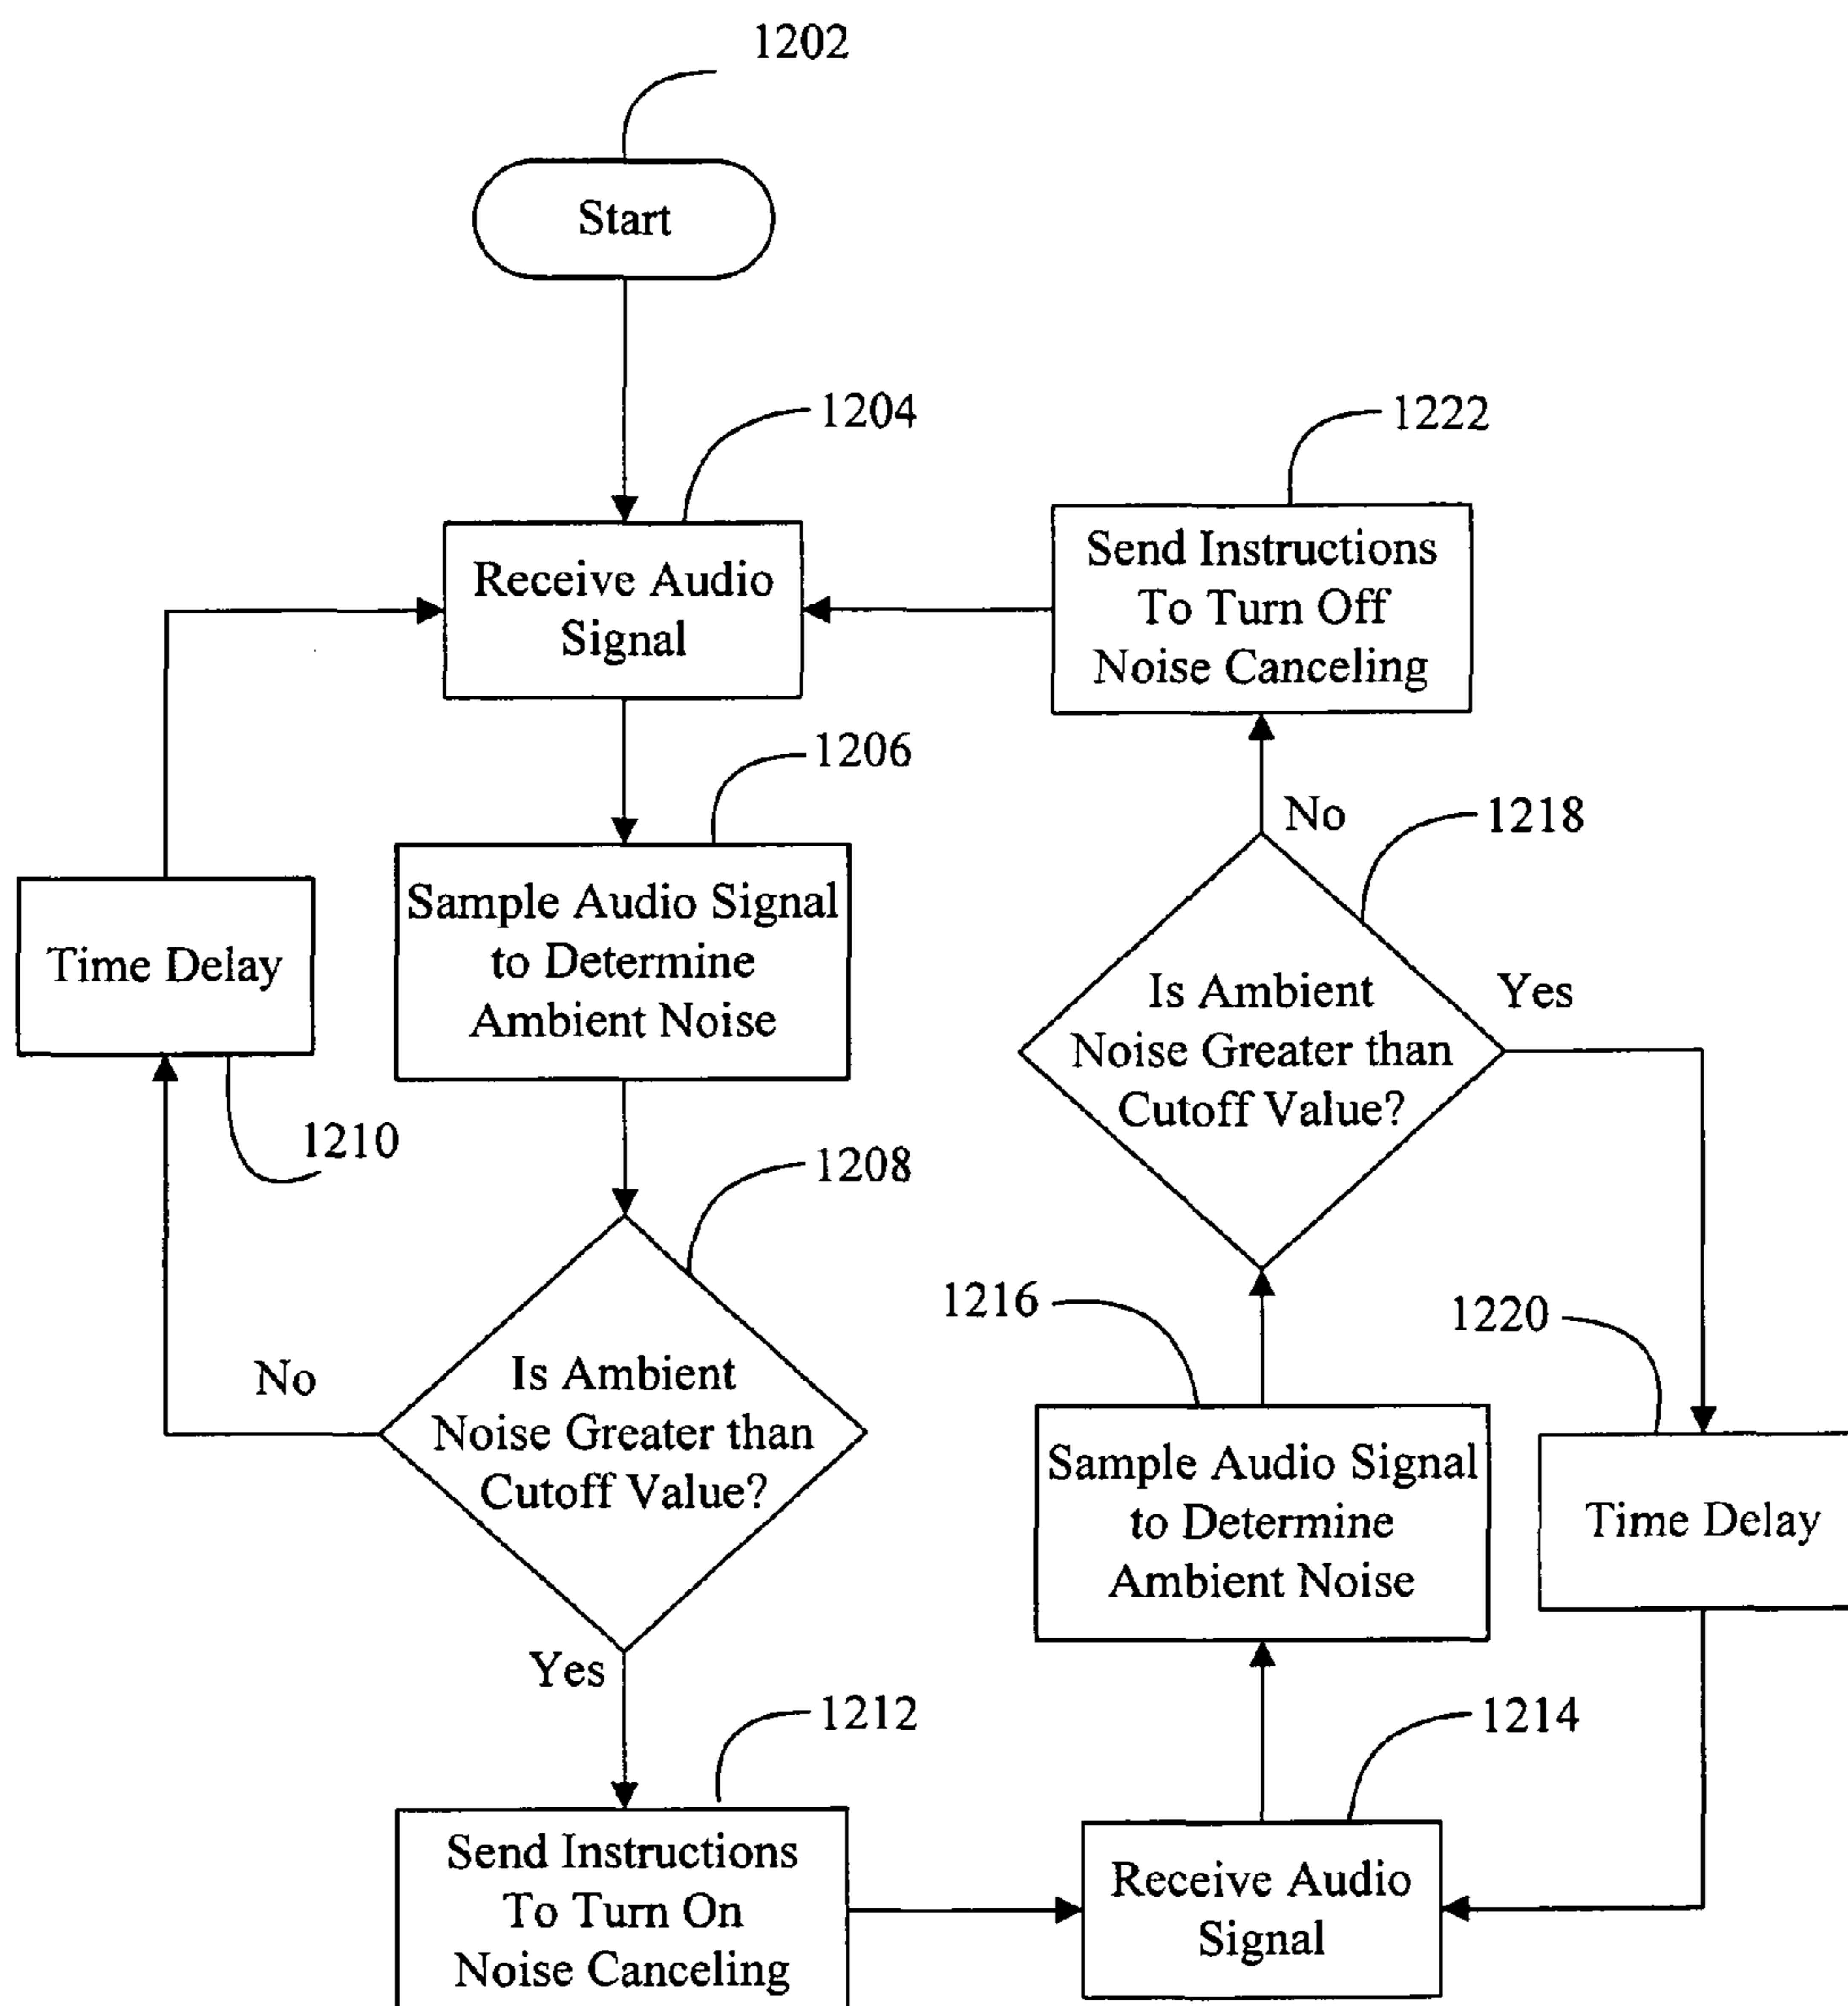 1202
Start
1204
Receive Audio
Signal
1222
Send Instructions
To Turn Off
Noise Canceling
1206
Sample Audio Signal
to Determine
Ambient Noise
Time Delay
1210
No
1218
Is Ambient
Noise Greater than
Cutoff Value?
Yes
1208
Is Ambient
Noise Greater than
Cutoff Value?
No
Yes
1216
Sample Audio Signal
to Determine
Ambient Noise
1220
Time Delay
1212
Send Instructions
To Turn On
Noise Canceling
1214
Receive Audio
Signal